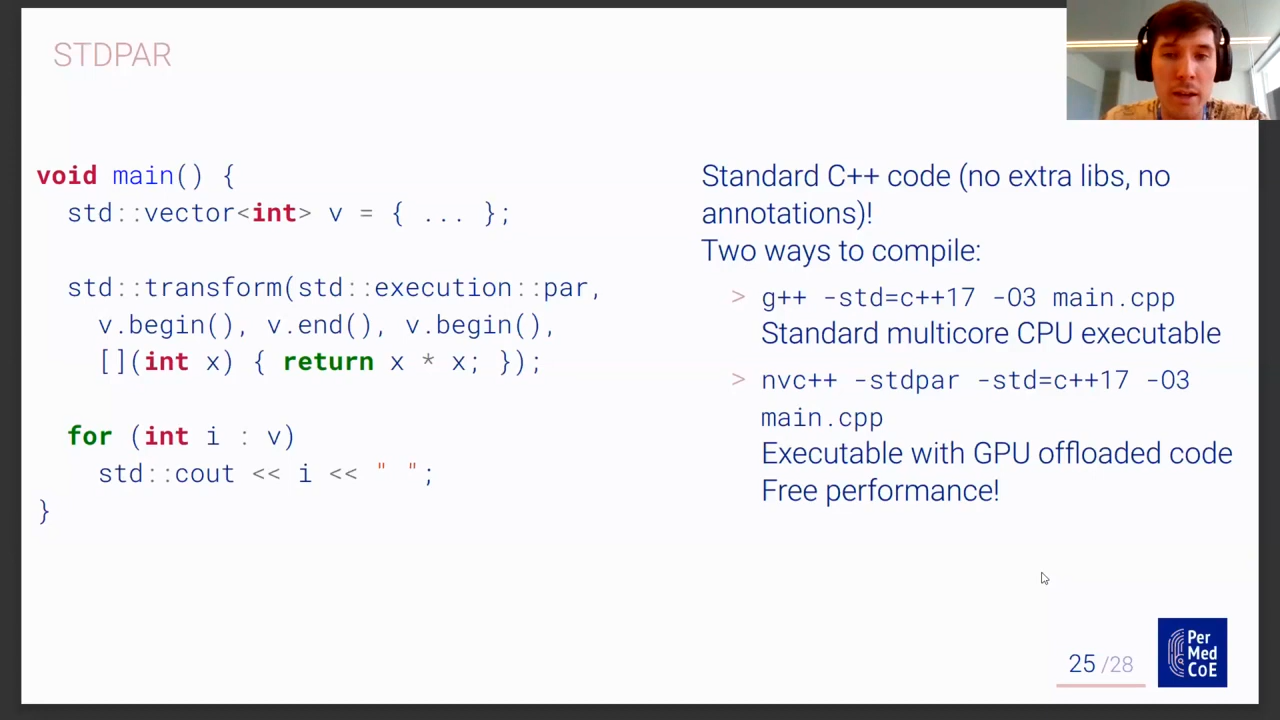 STDPAR
void main() {
std::vector<int> v = { ... };
std::transform(std::execution::par,
v.begin(), v.end(), v.begin(),
[](int x) { return x * x; });
for (int i : v)
std::cout << i << " ";
}
Standard C++ code (no extra libs, no
annotations)!
Two ways to compile:
> g++ -std=c++17 -O3 main.cpp
Standard multicore CPU executable
> nvc++ -stdpar -std=c++17 -O3
main.cpp
Executable with GPU offloaded code
Free performance!
25 /28
Per
Med
CoE